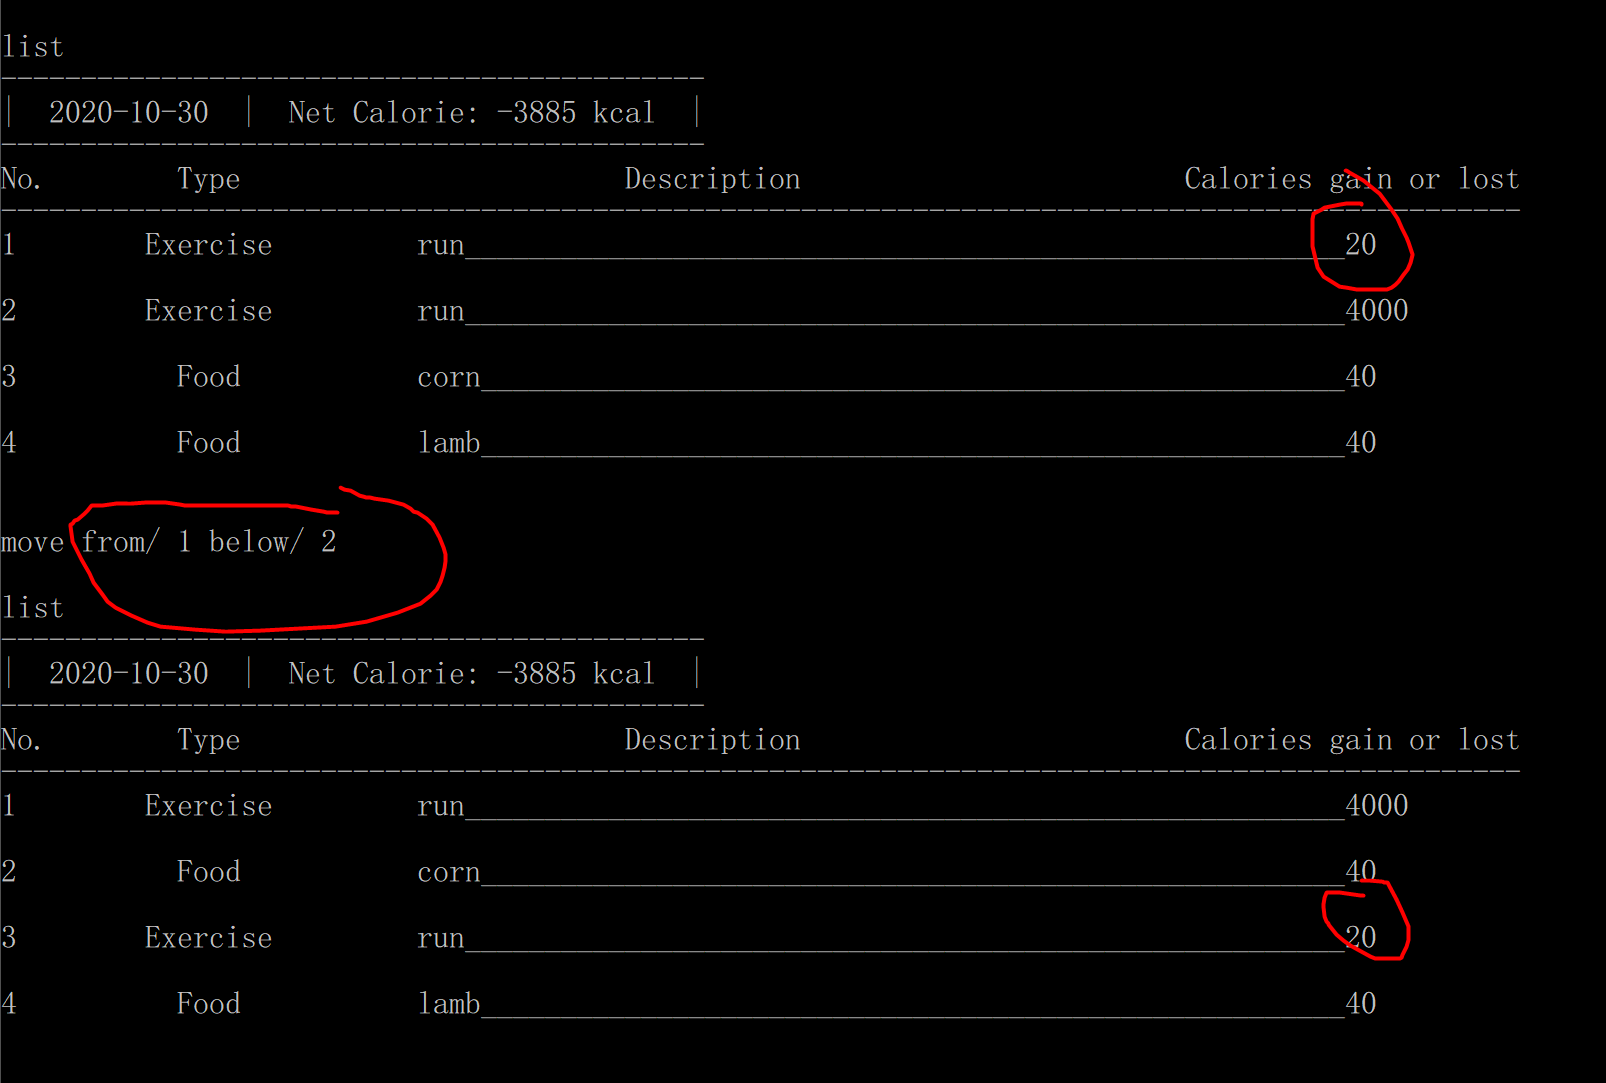 list
| 2020-10-30 | Net Calorie: -3885 kcal |
No. Type Description Calories gain or lost
1 Exercise run 20
2 Exercise run 4000
3 Food corn 40
4 Food lamb 40
move from/ 1 below/ 2
list
| 2020-10-30 | Net Calorie: -3885 kcal |
No. Type Description Calories gain or lost
1 Exercise run 4000
2 Food corn 40
3 Exercise run 20
4 Food lamb 40